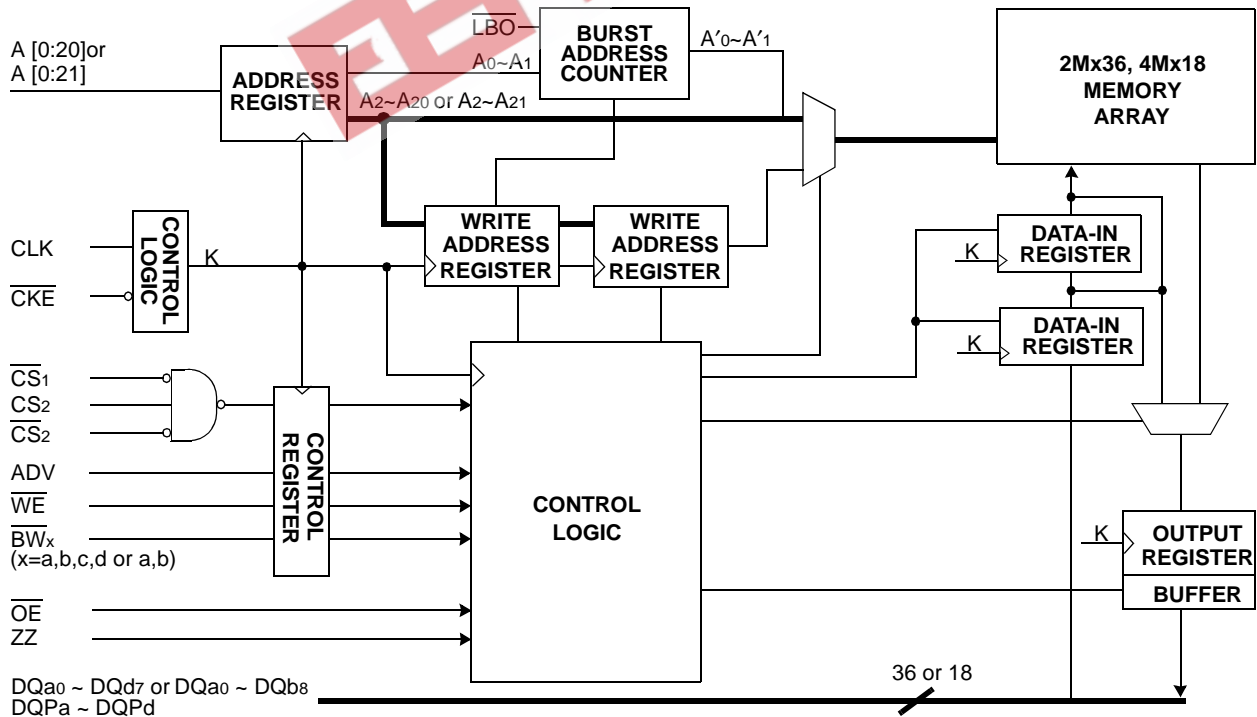 A [0:20]or
A [0:21]
ADDRESS
REGISTER
A0~A1
A2~A20 or A2~A21
LBO
BURST
ADDRESS
COUNTER
A′0~A′1
2Mx36, 4Mx18
MEMORY
ARRAY
CLK
CKE
CONTROL
LOGIC
K
WRITE
ADDRESS
REGISTER
WRITE
ADDRESS
REGISTER
K
DATA-IN
REGISTER
K
DATA-IN
REGISTER
CS1
CS2
CS2
ADV
WE
BWx
(x=a,b,c,d or a,b)
CONTROL
REGISTER
CONTROL
LOGIC
K
OUTPUT
REGISTER
BUFFER
OE
ZZ
DQa0 ~ DQd7 or DQa0 ~ DQb8
DQPa ~ DQPd
36 or 18